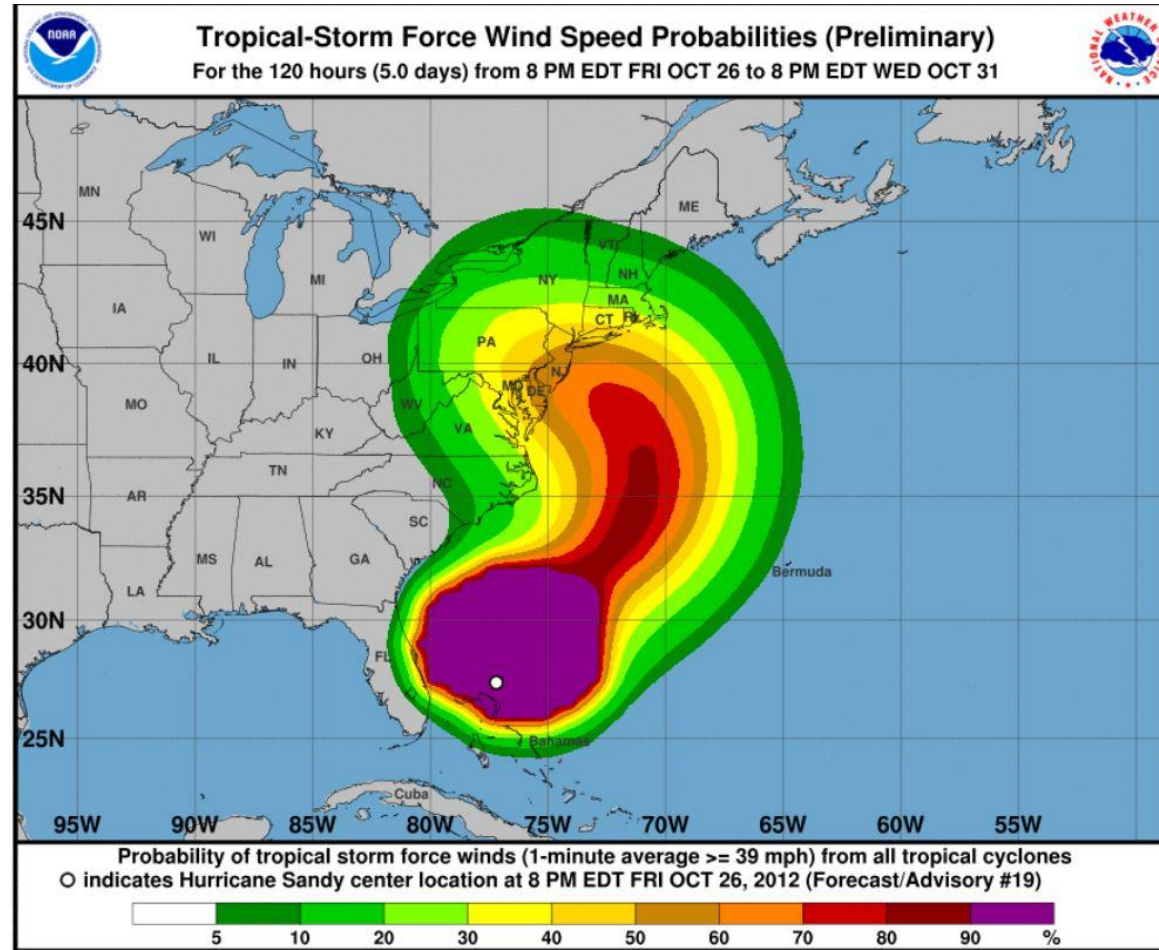 NOAA
NATIONAL WEATHER SERVICE
Tropical-Storm Force Wind Speed Probabilities (Preliminary)
For the 120 hours (5.0 days) from 8 PM EDT FRI OCT 26 to 8 PM EDT WED OCT 31
MN
ME
45N
WI
VT
MI
NY
NH
MA
IA
CT
RI
PA
40N
IL
IN
OH
NJ
MD
DE
MO
WV
KY
VA
TN
NC
35N
AR
SC
MS
AL
GA
Bermuda
LA
30N
FL
25N
Bahamas
Cuba
95W 90W 85W 80W 75W 70W 65W 60W 55W
Probability of tropical storm force winds (1-minute average >= 39 mph) from all tropical cyclones
O indicates Hurricane Sandy center location at 8 PM EDT FRI OCT 26, 2012 (Forecast/Advisory #19)
5 10 20 30 40 50 60 70 80 90 %